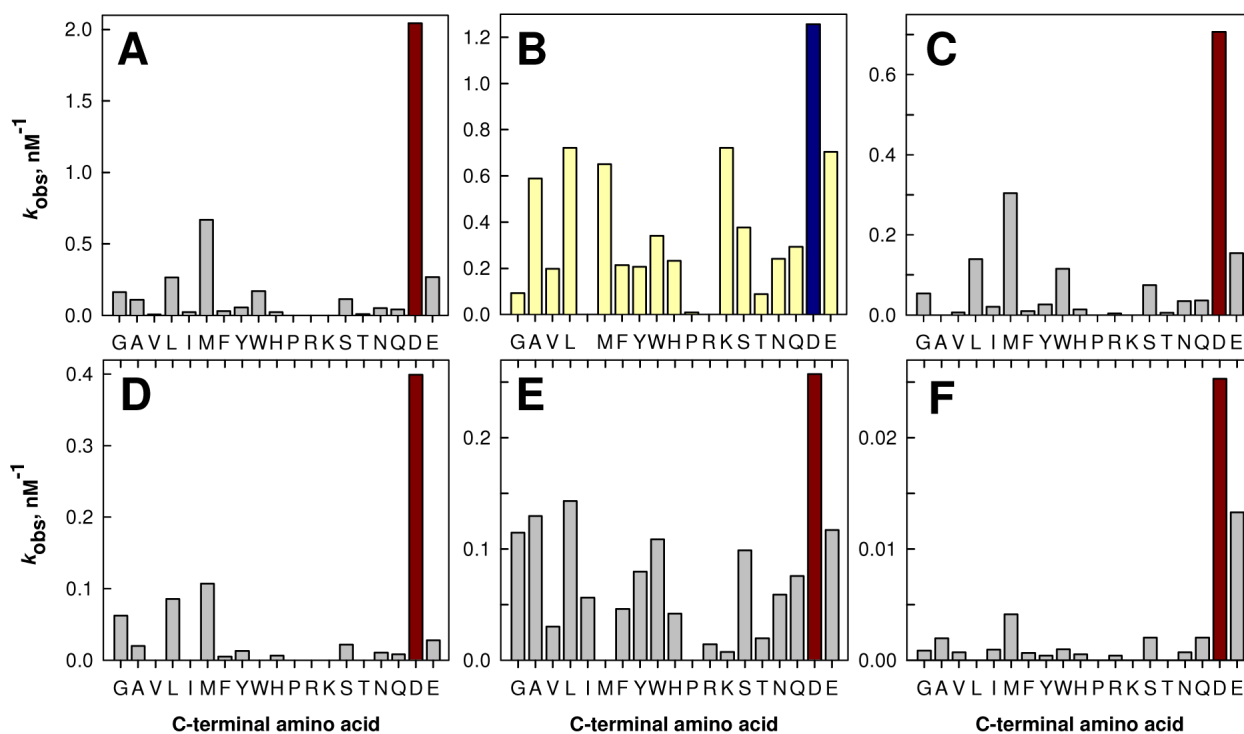 A
B
C
k_obs, nM⁻¹
2.0
1.5
1.0
0.5
0.0
1.2
1.0
0.8
0.6
0.4
0.2
0.0
0.6
0.4
0.2
0.0
G A V L I M F Y W H P R K S T N Q D E
G A V L M F Y W H P R K S T N Q D E
G A V L I M F Y W H P R K S T N Q D E
D
E
F
k_obs, nM⁻¹
0.4
0.3
0.2
0.1
0.0
0.2
0.1
0.0
0.02
0.01
0.00
G A V L I M F Y W H P R K S T N Q D E
G A V L I M F Y W H P R K S T N Q D E
G A V L I M F Y W H P R K S T N Q D E
C-terminal amino acid
C-terminal amino acid
C-terminal amino acid